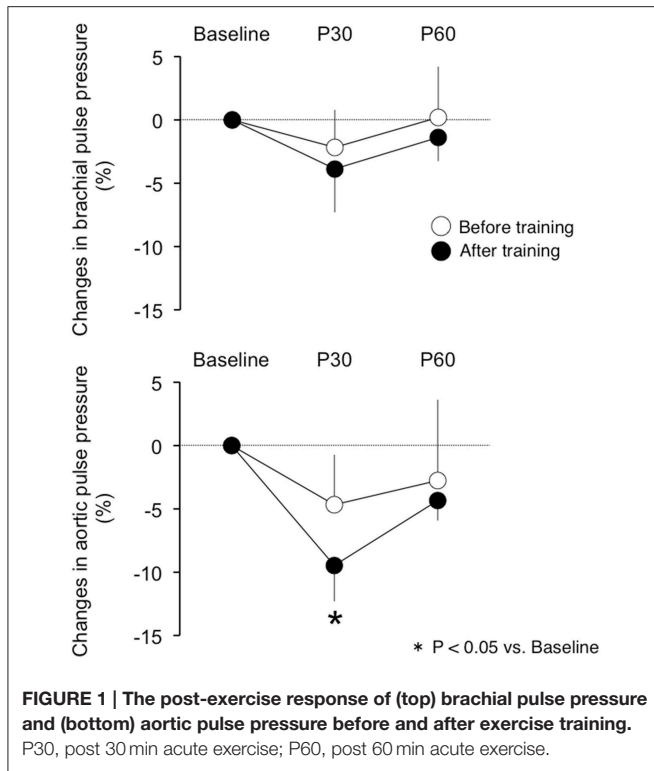 Baseline P30 P60
Changes in brachial pulse pressure
(%)
5
0
-5
-10
-15
Before training
After training
Baseline P30 P60
Changes in aortic pulse pressure
(%)
5
0
-5
-10
-15
*
* P < 0.05 vs. Baseline
FIGURE 1 | The post-exercise response of (top) brachial pulse pressure
and (bottom) aortic pulse pressure before and after exercise training.
P30, post 30 min acute exercise; P60, post 60 min acute exercise.